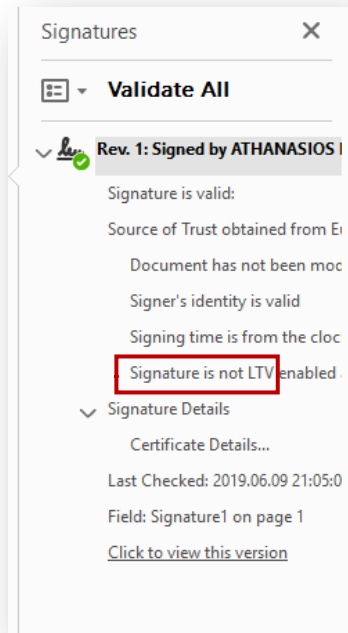 Signatures
Validate All
Rev. 1: Signed by ATHANASIOS
Signature is valid:
Source of Trust obtained from
Document has not been
Signer's identity is valid
Signing time is from the
Signature is not LTV enabled
Signature Details
Certificate Details...
Last Checked: 2019.06.09 21:05:0
Field: Signature1 on page 1
Click to view this version